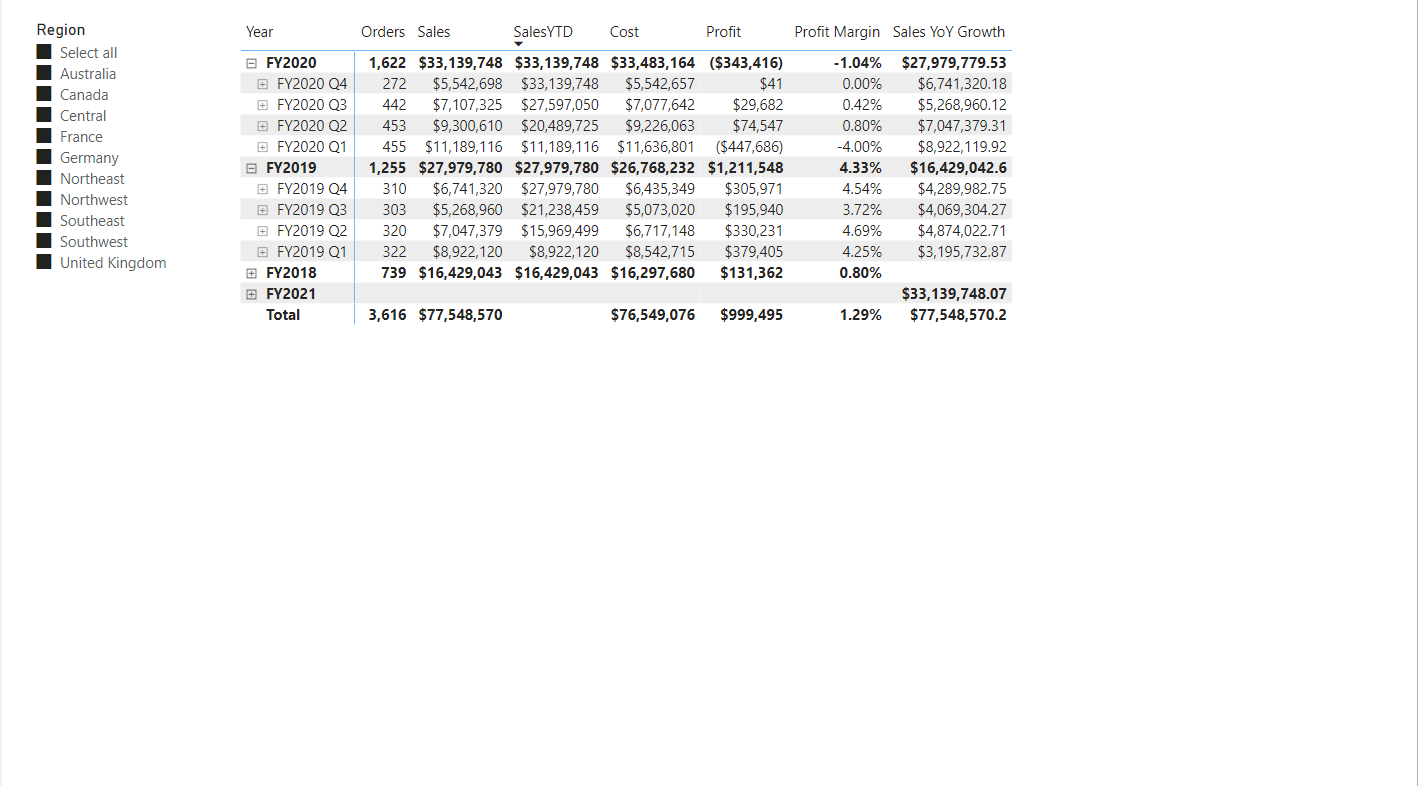 Region
Select all
Australia
Canada
Central
France
Germany
Northeast
Northwest
Southeast
Southwest
United Kingdom
Year Orders Sales SalesYTD Cost Profit Profit Margin Sales YoY Growth
FY2020 1,622 $33,139,748 $33,139,748 $33,483,164 ($343,416) -1.04% $27,979,779.53
FY2020 Q4 272 $5,542,698 $33,139,748 $5,542,657 $41 0.00% $6,741,320.18
FY2020 Q3 442 $7,107,325 $27,597,050 $7,077,642 $29,682 0.42% $5,268,960.12
FY2020 Q2 453 $9,300,610 $20,489,725 $9,226,063 $74,547 0.80% $7,047,379.31
FY2020 Q1 455 $11,189,116 $11,189,116 $11,636,801 ($447,686) -4.00% $8,922,119.92
FY2019 1,255 $27,979,780 $27,979,780 $26,768,232 $1,211,548 4.33% $16,429,042.6
FY2019 Q4 310 $6,741,320 $27,979,780 $6,435,349 $305,971 4.54% $4,289,982.75
FY2019 Q3 303 $5,268,960 $21,238,459 $5,073,020 $195,940 3.72% $4,069,304.27
FY2019 Q2 320 $7,047,379 $15,969,499 $6,717,148 $330,231 4.69% $4,874,022.71
FY2019 Q1 322 $8,922,120 $8,922,120 $8,542,715 $379,405 4.25% $3,195,732.87
FY2018 739 $16,429,043 $16,429,043 $16,297,680 $131,362 0.80%
FY2021 $33,139,748.07
Total 3,616 $77,548,570 $76,549,076 $999,495 1.29% $77,548,570.2